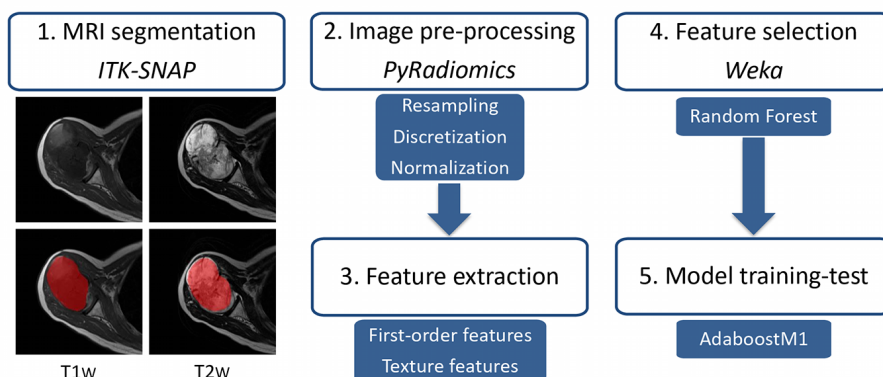 1. MRI segmentation
ITK-SNAP
T1w
T2w
2. Image pre-processing
PyRadiomics
Resampling
Discretization
Normalization
3. Feature extraction
First-order features
Texture features
4. Feature selection
Weka
Random Forest
5. Model training-test
AdaboostM1